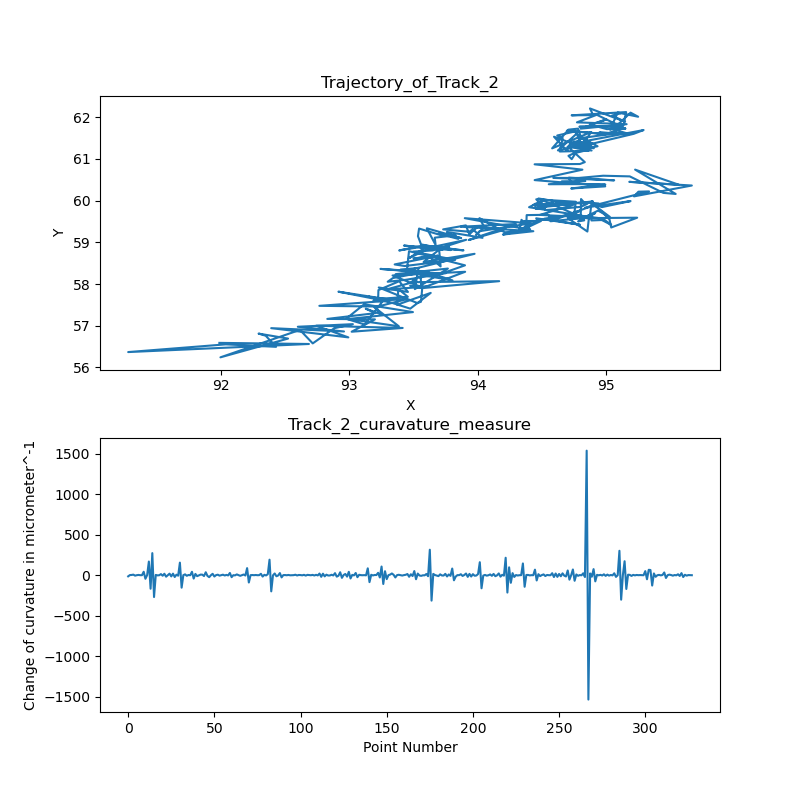 Trajectory_of_Track_2
62
61
60
59
58
57
56
Y
92 93 94 95
X
Track_2_curavature_measure
1500
1000
500
0
−500
−1000
−1500
Change of curvature in micrometer^-1
0 50 100 150 200 250 300
Point Number